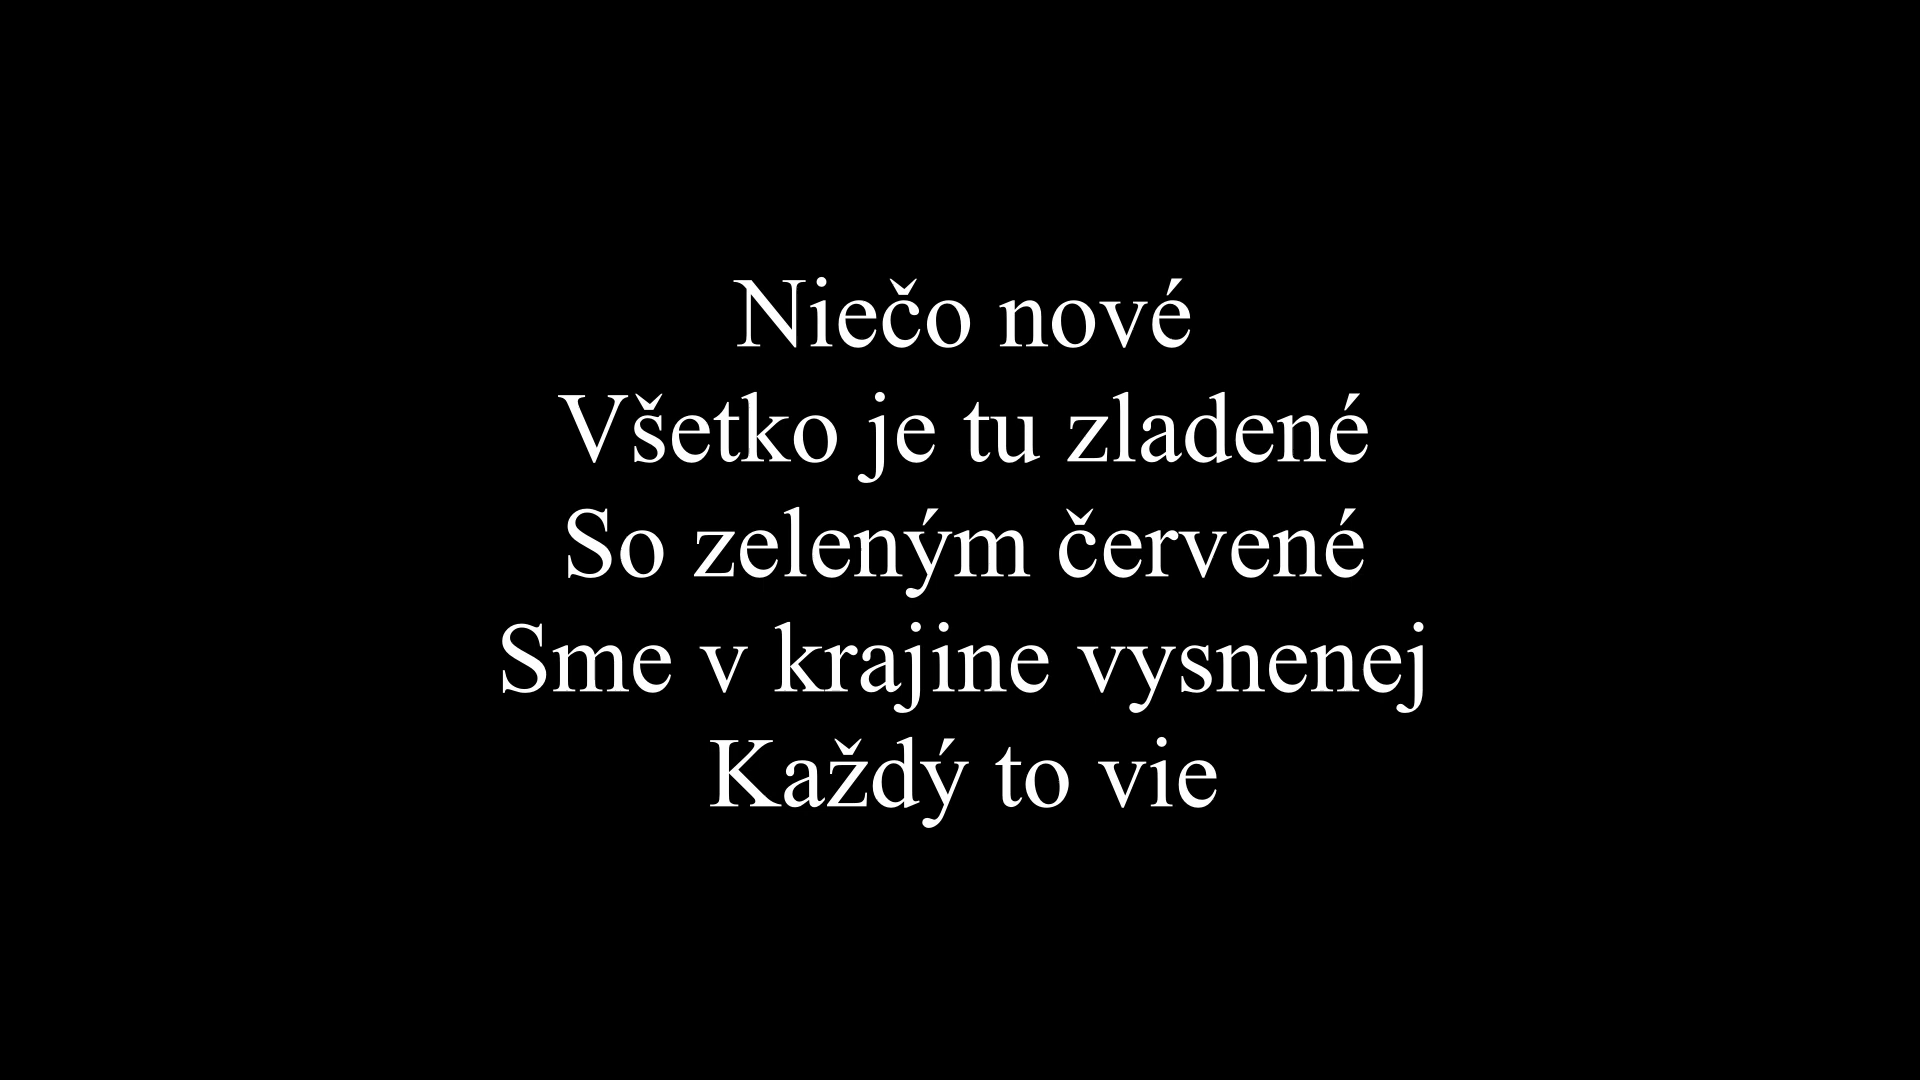 Niečo nové
Všetko je tu zladené
So zeleným červené
Sme v krajine vysnenej
Každý to vie